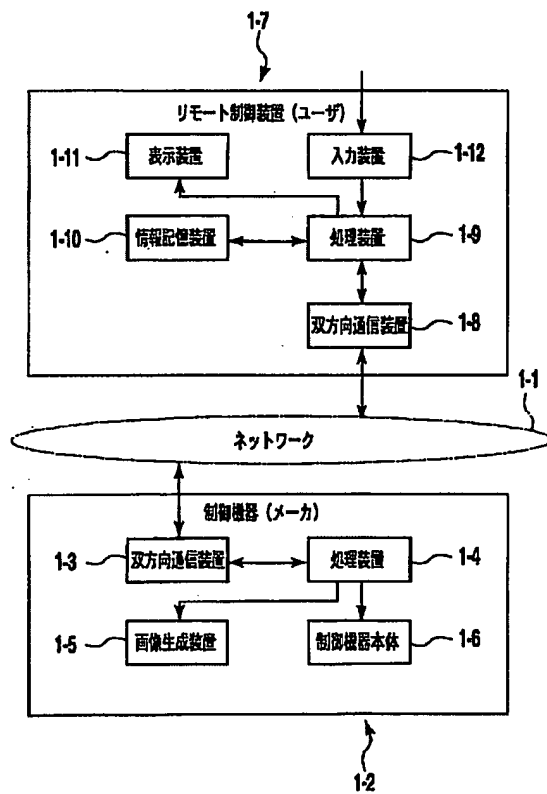 1-7
リモート制御装置(ユーザ)
1-11
表示装置
入力装置
1-12
1-10
情報記憶装置
処理装置
1-9
双方向通信装置
1-8
1-1
ネットワーク
制御機器(メーカ)
1-3
双方向通信装置
処理装置
1-4
1-5
画像生成装置
制御機器本体
1-6
1-2